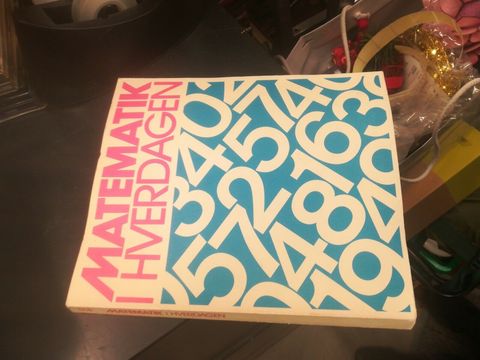 MATEMATIK
I HVERDAGEN
MATEMATIK I HVERDAGEN